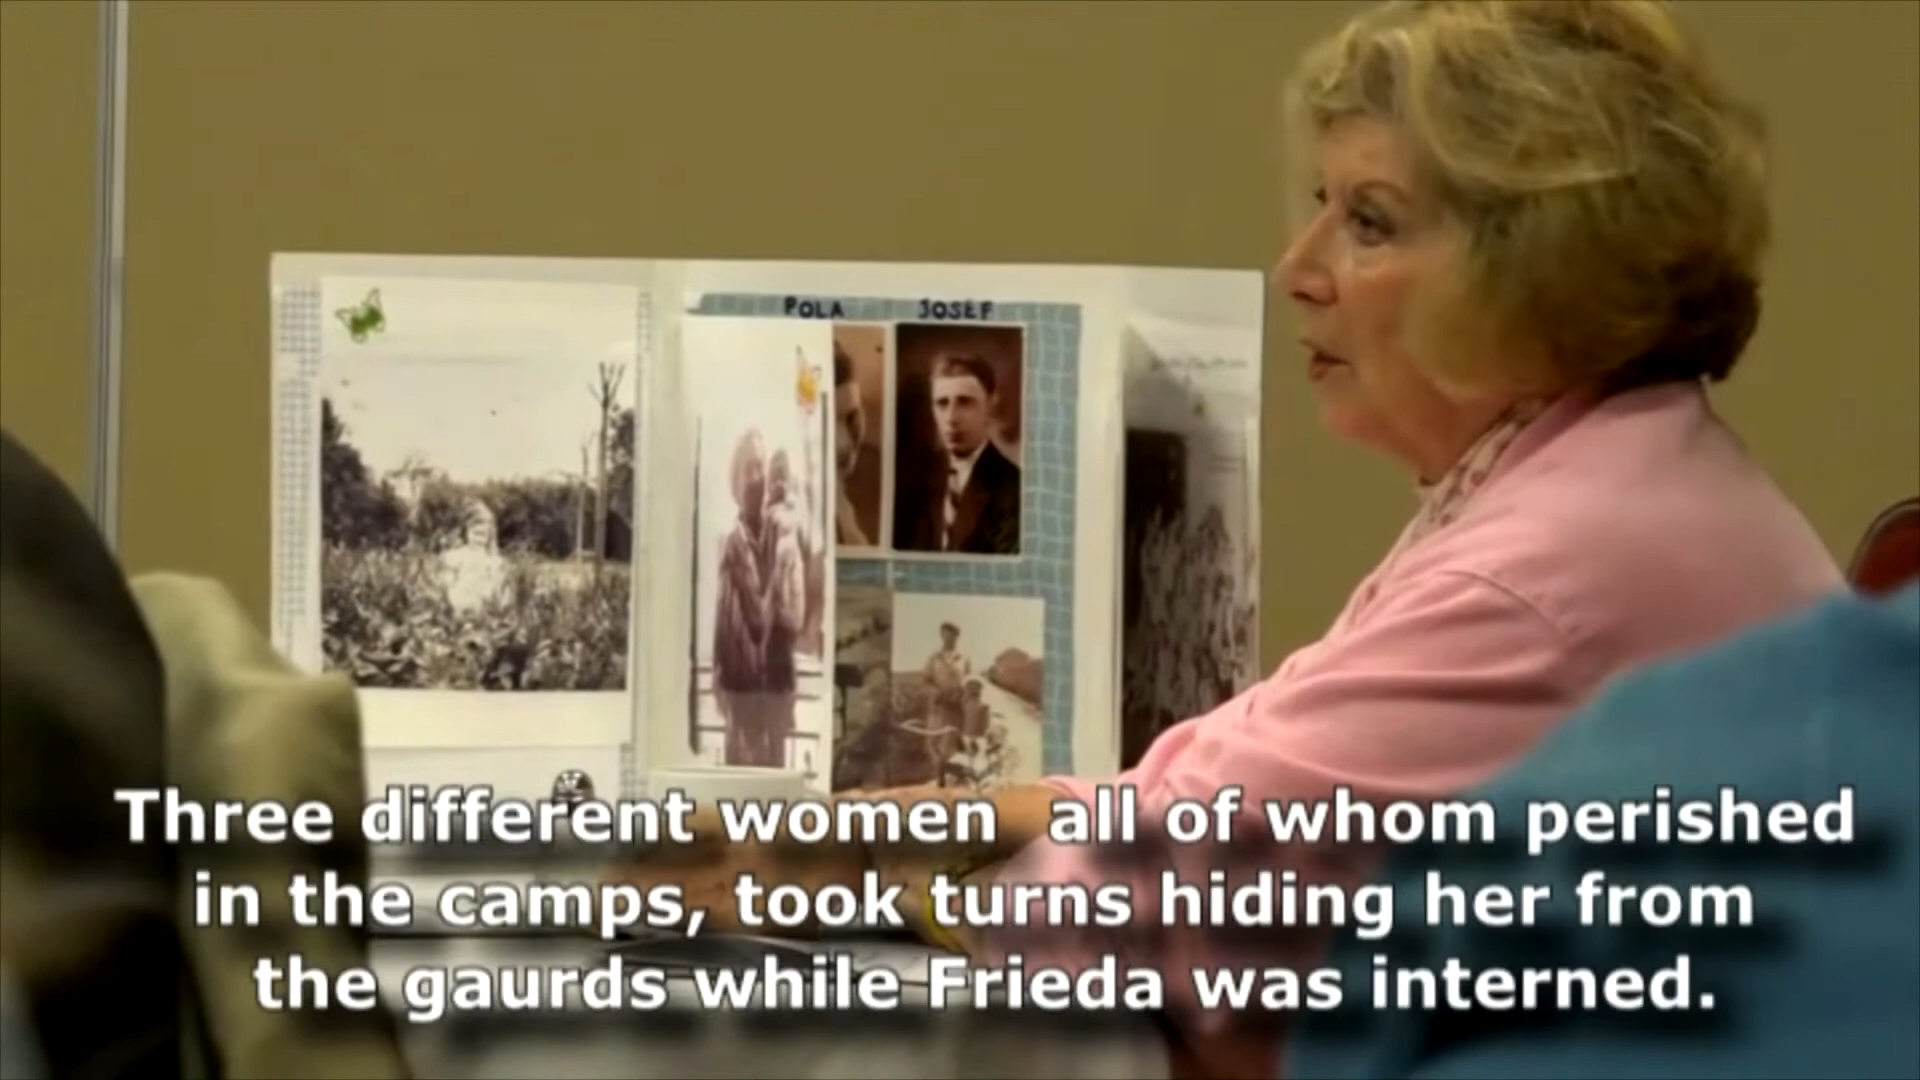 POLA JOSEF
Three different women all of whom perished
in the camps, took turns hiding her from
the gaurds while Frieda was interned.